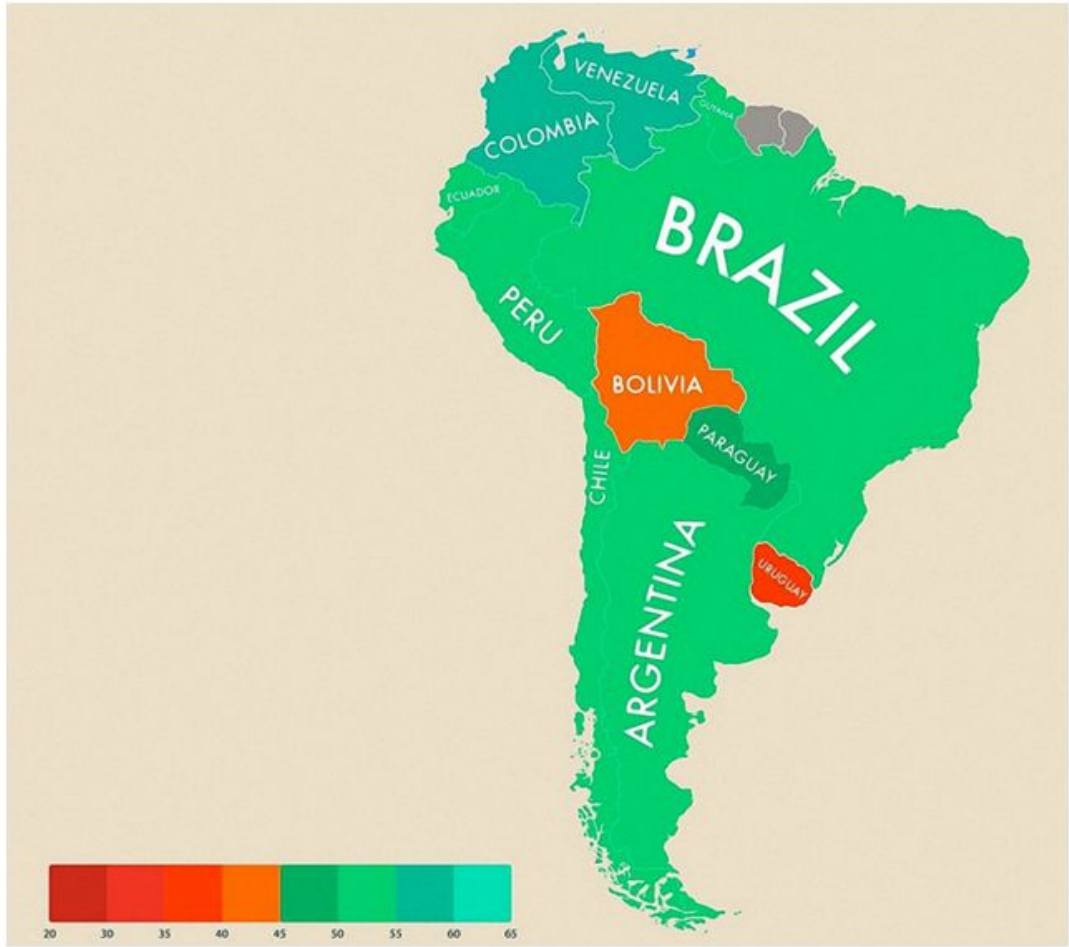 VENEZUELA
GUYANA
COLOMBIA
ECUADOR
BRAZIL
PERU
BOLIVIA
PARAGUAY
CHILE
URUGUAY
ARGENTINA
20 30 35 40 45 50 55 60 65